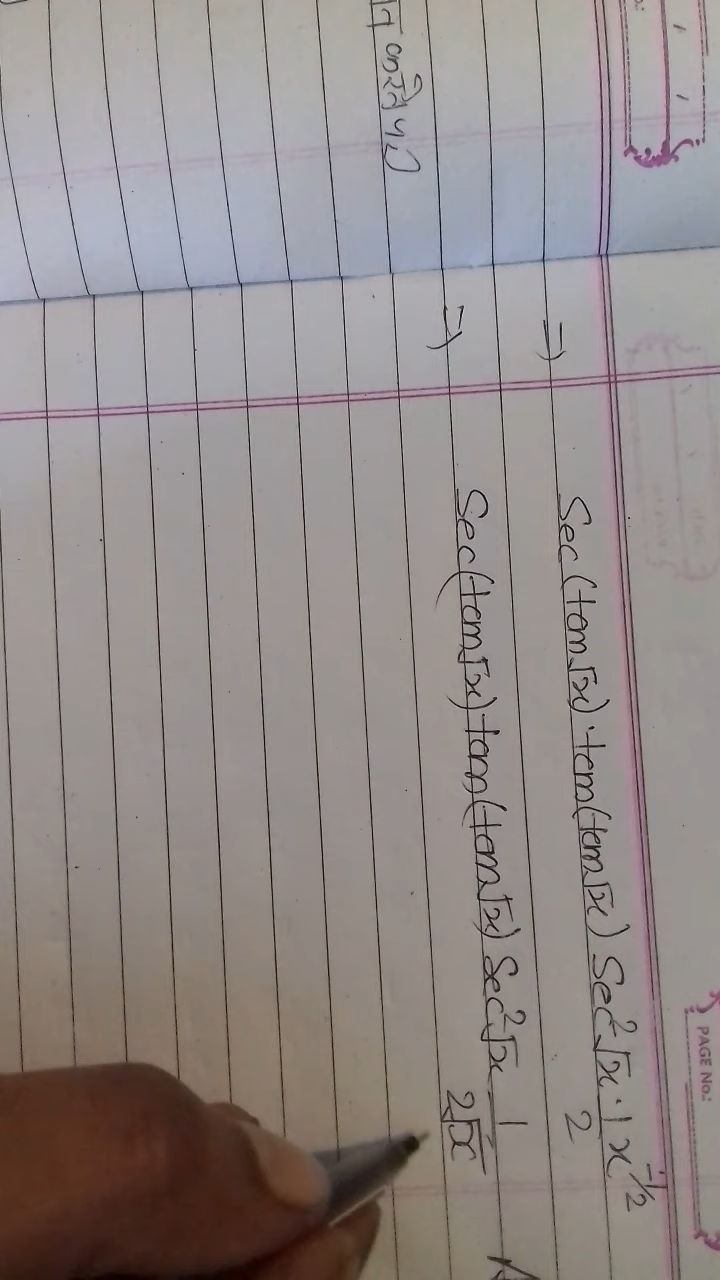 PAGE No.:
⇒ Sec(tan√x)·tan(tan√x) Sec²√x · 1/2 x^-1/2
⇒ Sec(tan√x) tan(tan√x) Sec²√x 1/2√x